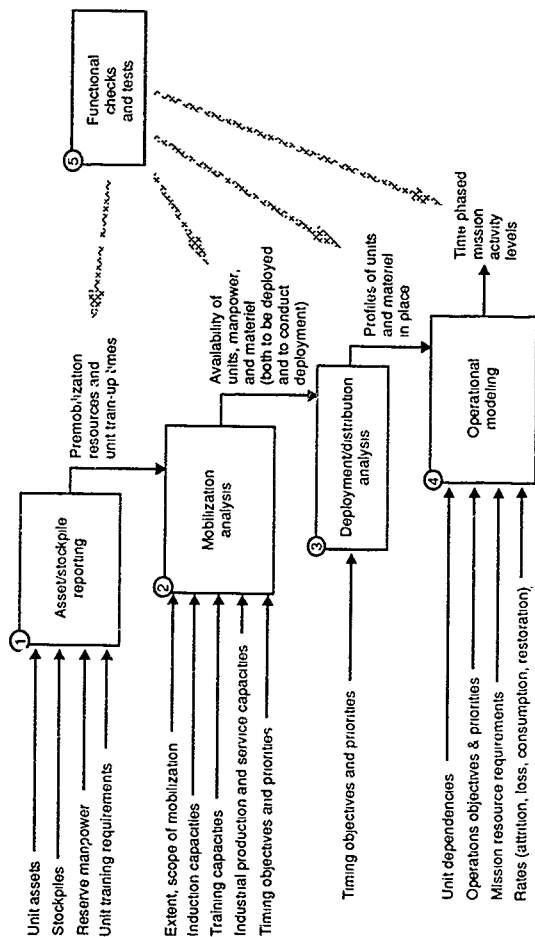 Unit assets
Stockpiles
Reserve manpower
Unit training requirements
1
Asset/stockpile
reporting
Premobilization
resources and
unit train-up times
Extent, scope of mobilization
Induction capacities
Training capacities
Industrial production and service capacities
Timing objectives and priorities
2
Mobilization
analysis
Availability of
units, manpower,
and materiel
(both to be deployed
and to conduct
deployment)
Timing objectives and priorities
3
Deployment/distribution
analysis
Profiles of units
and materiel
in place
Unit dependencies
Operations objectives & priorities
Mission resource requirements
Rates (attrition, loss, consumption, restoration)
4
Operational
modeling
Time phased
mission
activity
levels
5
Functional
checks
and tests